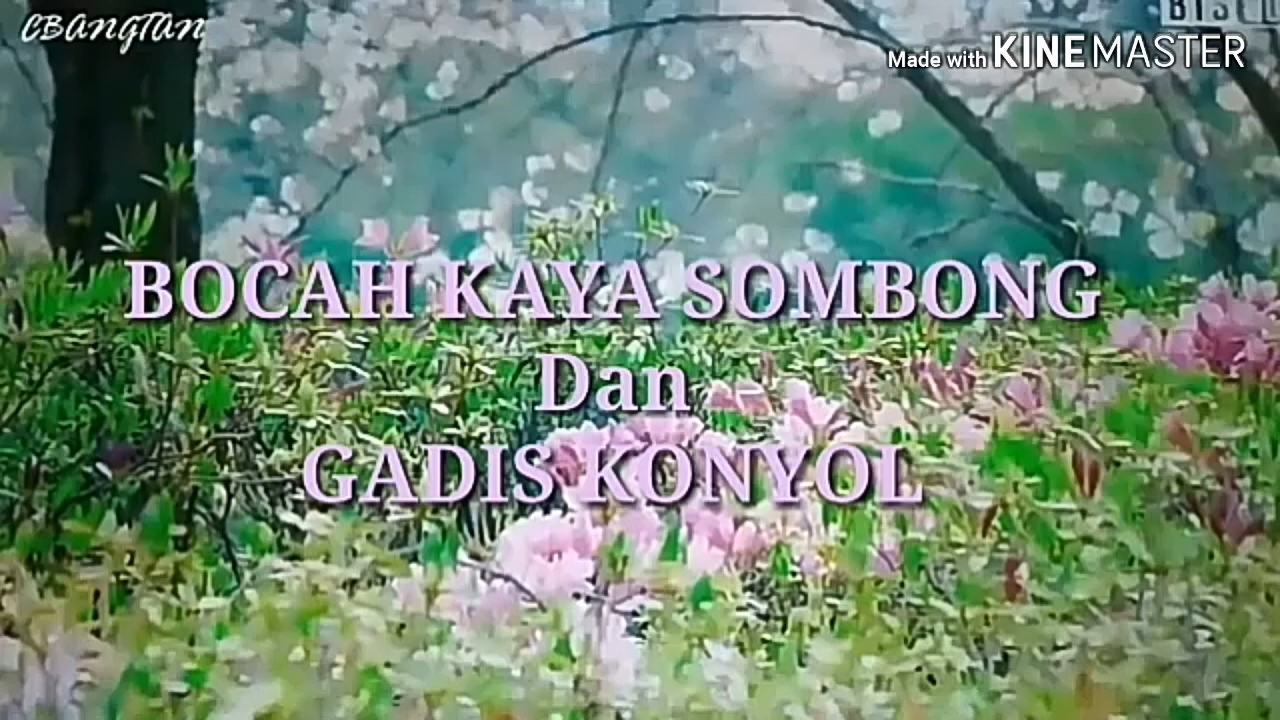 CBANGTAN
Made with KINEMASTER
BOCAH KAYA SOMBONG
Dan
GADIS KONYOL